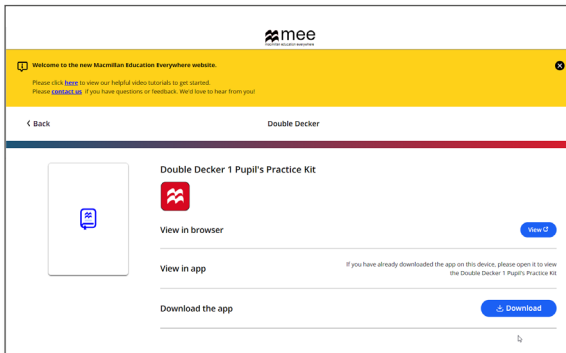 mee
macmillan education everywhere
Welcome to the new Macmillan Education Everywhere website.
Please click here to view our helpful video tutorials to get started.
Please contact us if you have questions or feedback. We'd love to hear from you!
Back
Double Decker
Double Decker 1 Pupil's Practice Kit
View in browser
View
View in app
If you have already downloaded the app on this device, please open it to view
the Double Decker 1 Pupil's Practice Kit
Download the app
Download